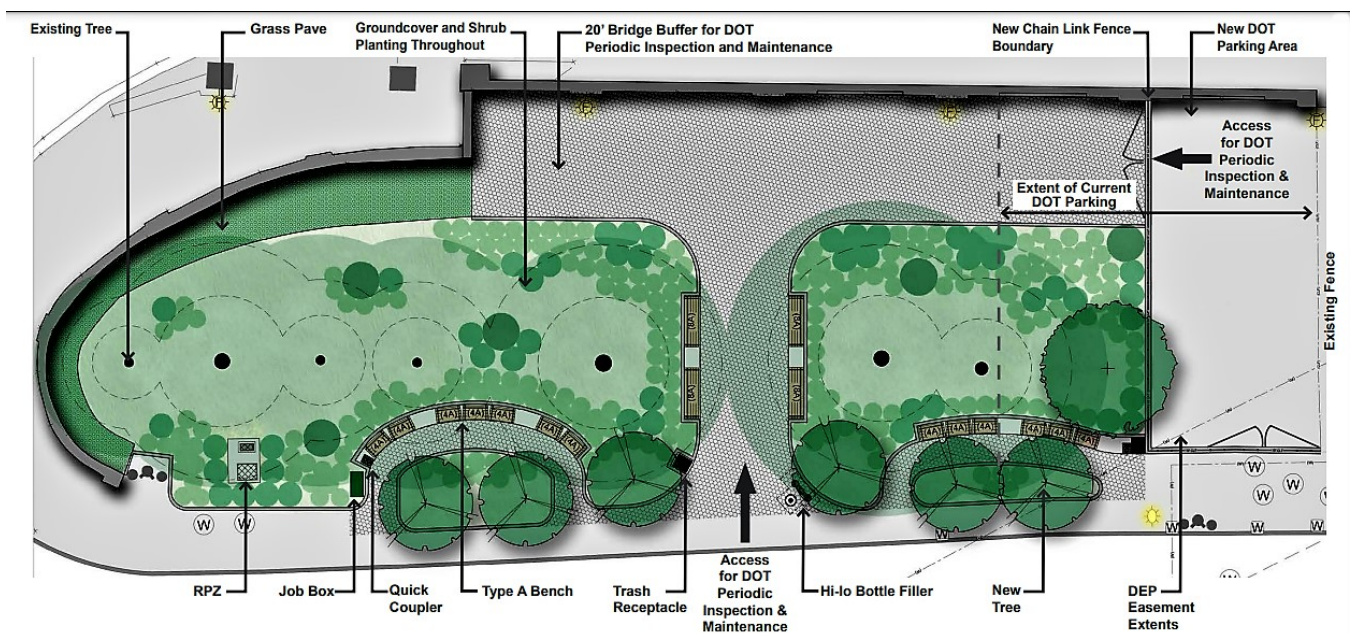 Existing Tree
Grass Pave
Groundcover and Shrub
Planting Throughout
20' Bridge Buffer for DOT
Periodic Inspection and Maintenance
New Chain Link Fence
Boundary
New DOT
Parking Area
Access
for DOT
Periodic
Inspection &
Maintenance
Extent of Current
DOT Parking
Existing Fence
(4A)
(4A)
(4A)
(4A)
(4A)
(4A)
(4A)
(4A)
(4A)
(4A)
(4A)
W
W
W
W
W
W
W
W
W
RPZ
Job Box
Quick
Coupler
Type A Bench
Trash
Receptacle
Access
for DOT
Periodic
Inspection &
Maintenance
Hi-lo Bottle Filler
New
Tree
DEP
Easement
Extents